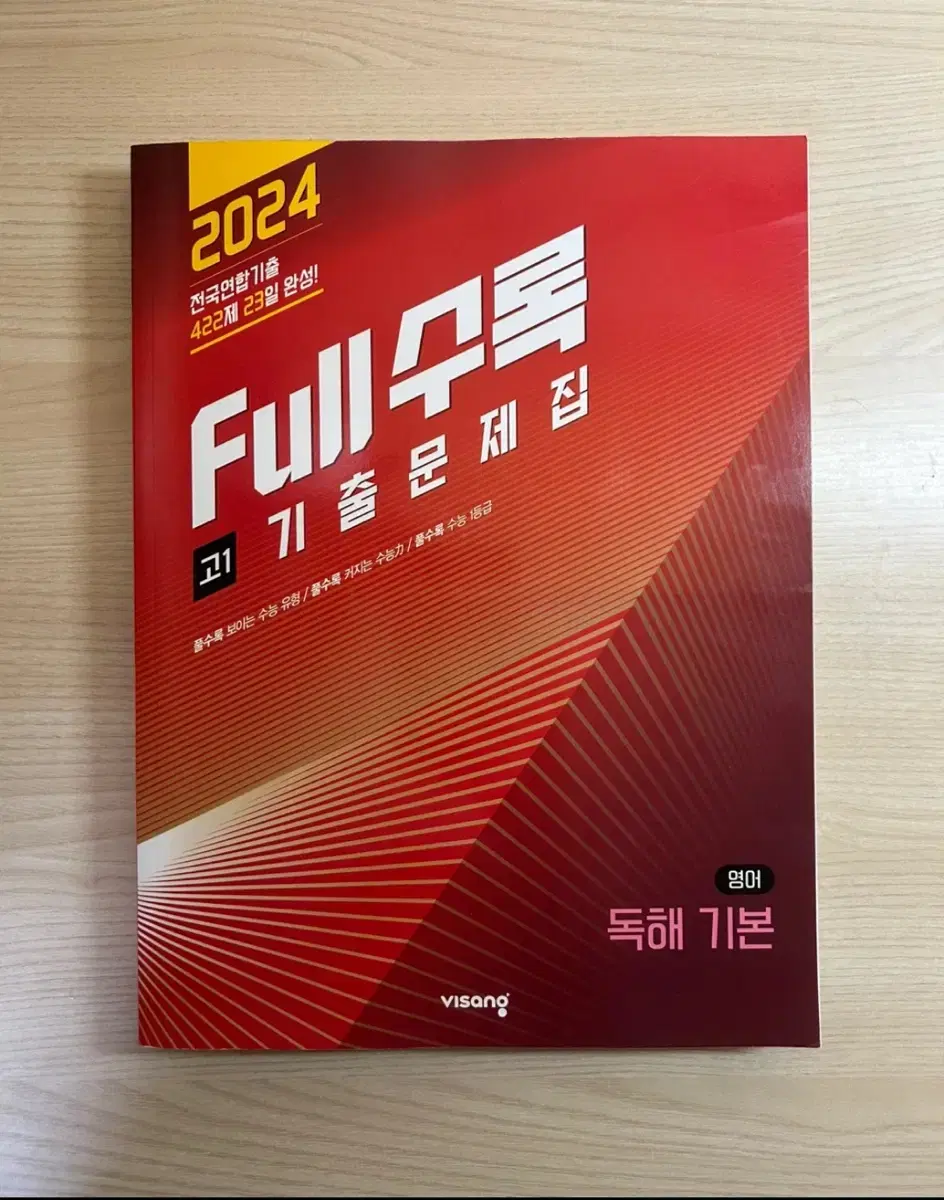 2024
전국연합기출
422제 23일 완성!
Full수록
고1 기출문제집
풀수록 보이는 수능 유형 / 풀수록 커지는 수능力 / 풀수록 수능 1등급
영어
독해 기본
visang